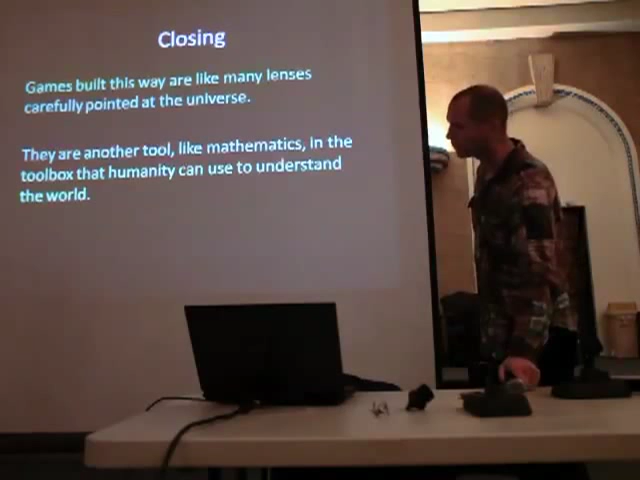 Closing
Games built this way are like many lenses
carefully pointed at the universe.
They are another tool, like mathematics, in the
toolbox that humanity can use to understand
the world.